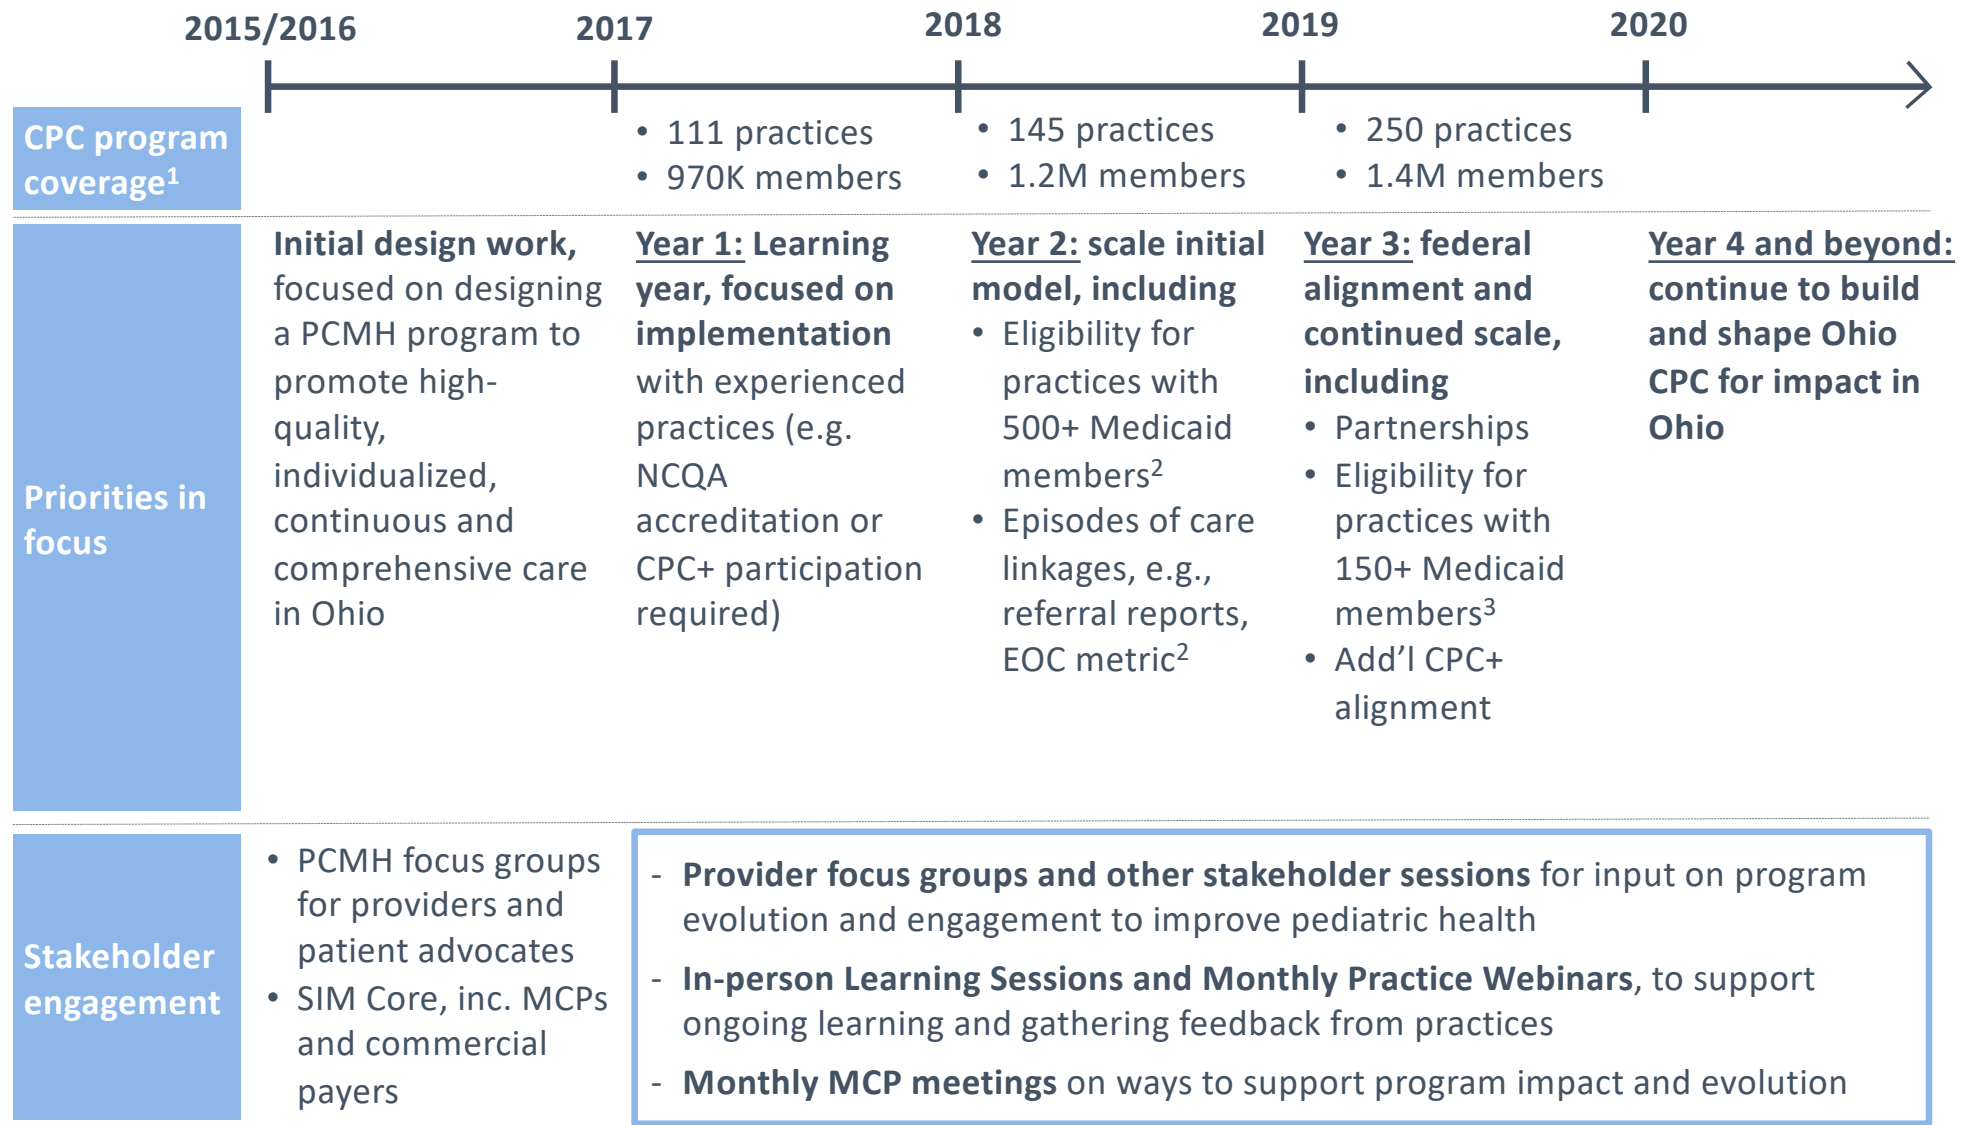 2015/2016
2017
2018
2019
2020
CPC program
coverage¹
• 111 practices
• 970K members
• 145 practices
• 1.2M members
• 250 practices
• 1.4M members
Priorities in
focus
Initial design work,
focused on designing
a PCMH program to
promote high-
quality,
individualized,
continuous and
comprehensive care
in Ohio
Year 1: Learning
year, focused on
implementation
with experienced
practices (e.g.
NCQA
accreditation or
CPC+ participation
required)
Year 2: scale initial
model, including
• Eligibility for
practices with
500+ Medicaid
members²
• Episodes of care
linkages, e.g.,
referral reports,
EOC metric²
Year 3: federal
alignment and
continued scale,
including
• Partnerships
• Eligibility for
practices with
150+ Medicaid
members³
• Add’l CPC+
alignment
Year 4 and beyond:
continue to build
and shape Ohio
CPC for impact in
Ohio
Stakeholder
engagement
• PCMH focus groups
for providers and
patient advocates
• SIM Core, inc. MCPs
and commercial
payers
- Provider focus groups and other stakeholder sessions for input on program
evolution and engagement to improve pediatric health
- In-person Learning Sessions and Monthly Practice Webinars, to support
ongoing learning and gathering feedback from practices
- Monthly MCP meetings on ways to support program impact and evolution